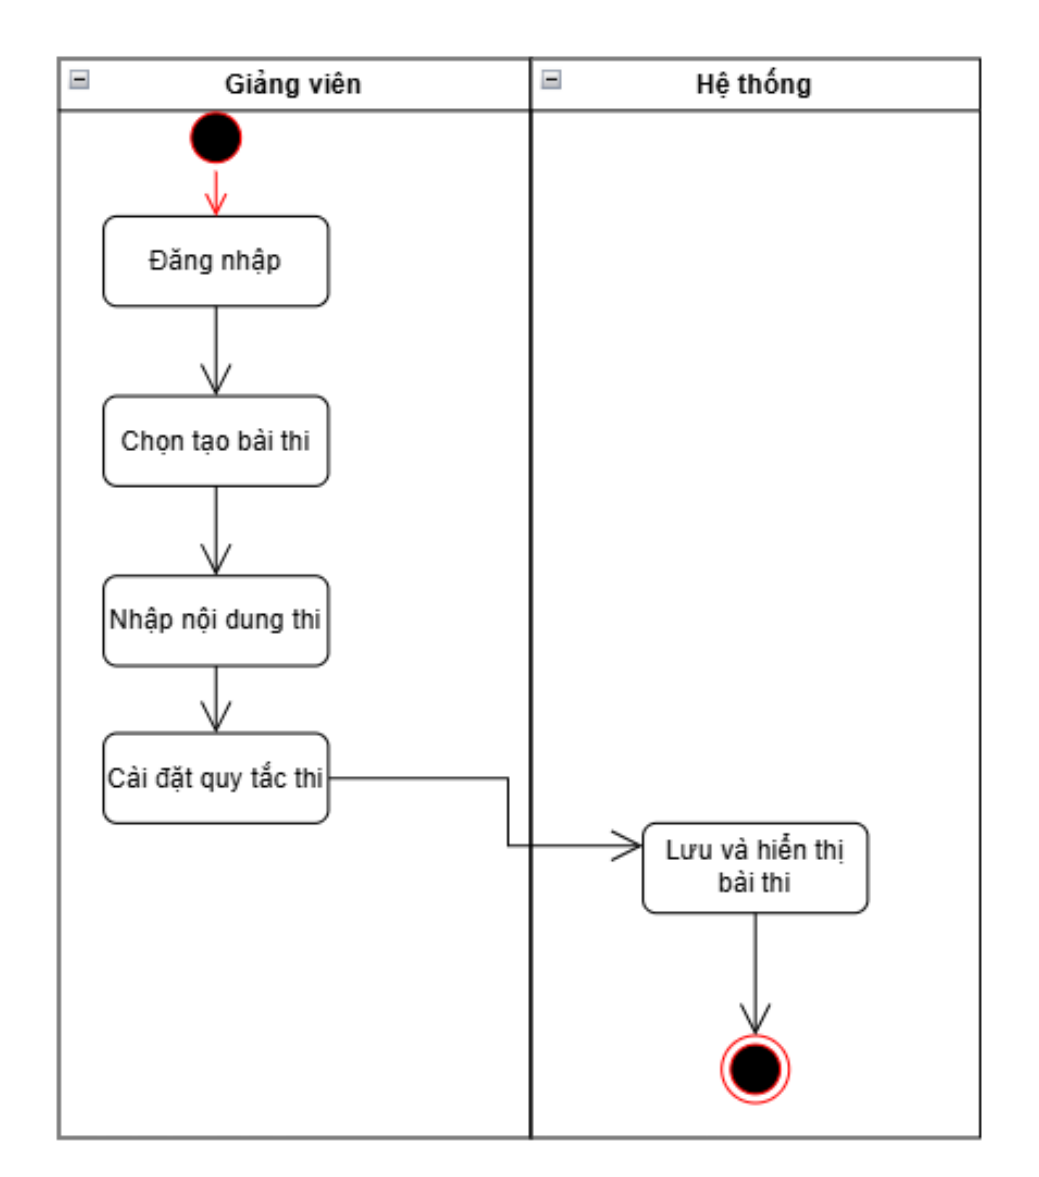 Giảng viên
Hệ thống
Đăng nhập
Chọn tạo bài thi
Nhập nội dung thi
Cài đặt quy tắc thi
Lưu và hiển thị
bài thi